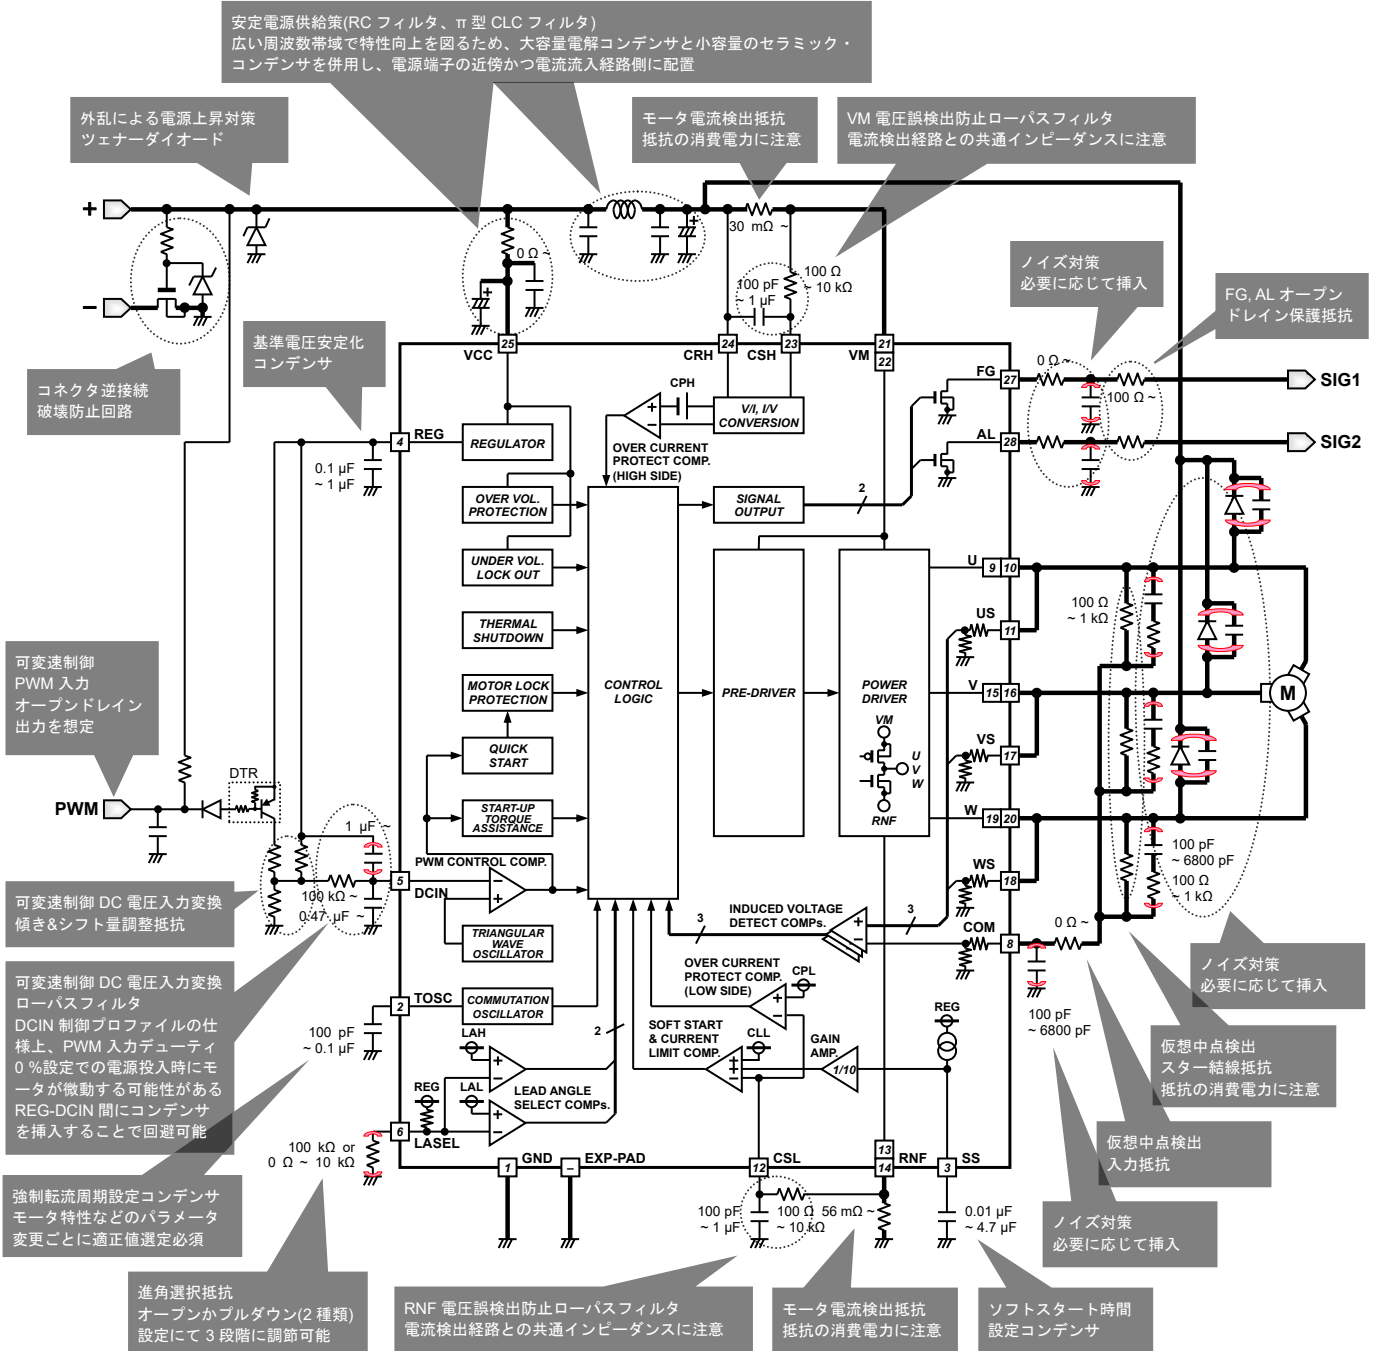 安定電源供給策(RC フィルタ、π 型 CLC フィルタ)
広い周波数帯域で特性向上を図るため、大容量電解コンデンサと小容量のセラミック・
コンデンサを併用し、電源端子の近傍かつ電流流入経路側に配置
外乱による電源上昇対策
ツェナーダイオード
モータ電流検出抵抗
抵抗の消費電力に注意
VM 電圧誤検出防止ローパスフィルタ
電流検出経路との共通インピーダンスに注意
+
30 mΩ ~
0 Ω ~
100 Ω
~ 10 kΩ
100 pF
~ 1 µF
−
ノイズ対策
必要に応じて挿入
FG, AL オープン
ドレイン保護抵抗
基準電圧安定化
コンデンサ
コネクタ逆接続
破壊防止回路
VCC
25
CRH
24
CSH
23
VM
21
22
0 Ω ~
FG
27
100 Ω ~
SIG1
CPH
V/I, I/V
CONVERSION
4
REG
REGULATOR
OVER CURRENT
PROTECT COMP.
(HIGH SIDE)
AL
28
SIG2
0.1 µF
~ 1 µF
OVER VOL.
PROTECTION
SIGNAL
OUTPUT
2
UNDER VOL.
LOCK OUT
U
9
10
100 Ω
~ 1 kΩ
THERMAL
SHUTDOWN
US
11
可変速制御
PWM 入力
オープンドレイン
出力を想定
MOTOR LOCK
PROTECTION
CONTROL
LOGIC
PRE-DRIVER
POWER
DRIVER
V
15
16
M
VM
QUICK
START
U
V
W
VS
17
DTR
PWM
RNF
START-UP
TORQUE
ASSISTANCE
W
19
20
1 µF ~
100 pF
~ 6800 pF
PWM CONTROL COMP.
5
DCIN
WS
18
100 Ω
~ 1 kΩ
可変速制御 DC 電圧入力変換
傾き&シフト量調整抵抗
100 kΩ ~
0.47 µF ~
TRIANGULAR
WAVE
OSCILLATOR
INDUCED VOLTAGE
DETECT COMPs.
3
3
COM
8
0 Ω ~
可変速制御 DC 電圧入力変換
ローパスフィルタ
DCIN 制御プロファイルの仕
様上、PWM 入力デューティ
0 %設定での電源投入時にモ
ータが微動する可能性がある
REG-DCIN 間にコンデンサ
を挿入することで回避可能
OVER CURRENT
PROTECT COMP.
(LOW SIDE)
CPL
ノイズ対策
必要に応じて挿入
2
TOSC
COMMUTATION
OSCILLATOR
100 pF
~ 0.1 µF
LAH
2
SOFT START
& CURRENT
LIMIT COMP.
CLL
GAIN
AMP.
1/10
REG
100 pF
~ 6800 pF
仮想中点検出
スター結線抵抗
抵抗の消費電力に注意
REG
LAL
LEAD ANGLE
SELECT COMPs.
6
LASEL
100 kΩ or
0 Ω ~ 10 kΩ
仮想中点検出
入力抵抗
1
GND
–
EXP-PAD
12
CSL
13
14
RNF
3
SS
強制転流周期設定コンデンサ
モータ特性などのパラメータ
変更ごとに適正値選定必須
100 pF
~ 1 µF
100 Ω
~ 10 kΩ
56 mΩ ~
0.01 µF
~ 4.7 µF
ノイズ対策
必要に応じて挿入
進角選択抵抗
オープンかプルダウン(2 種類)
設定にて 3 段階に調節可能
RNF 電圧誤検出防止ローパスフィルタ
電流検出経路との共通インピーダンスに注意
モータ電流検出抵抗
抵抗の消費電力に注意
ソフトスタート時間
設定コンデンサ